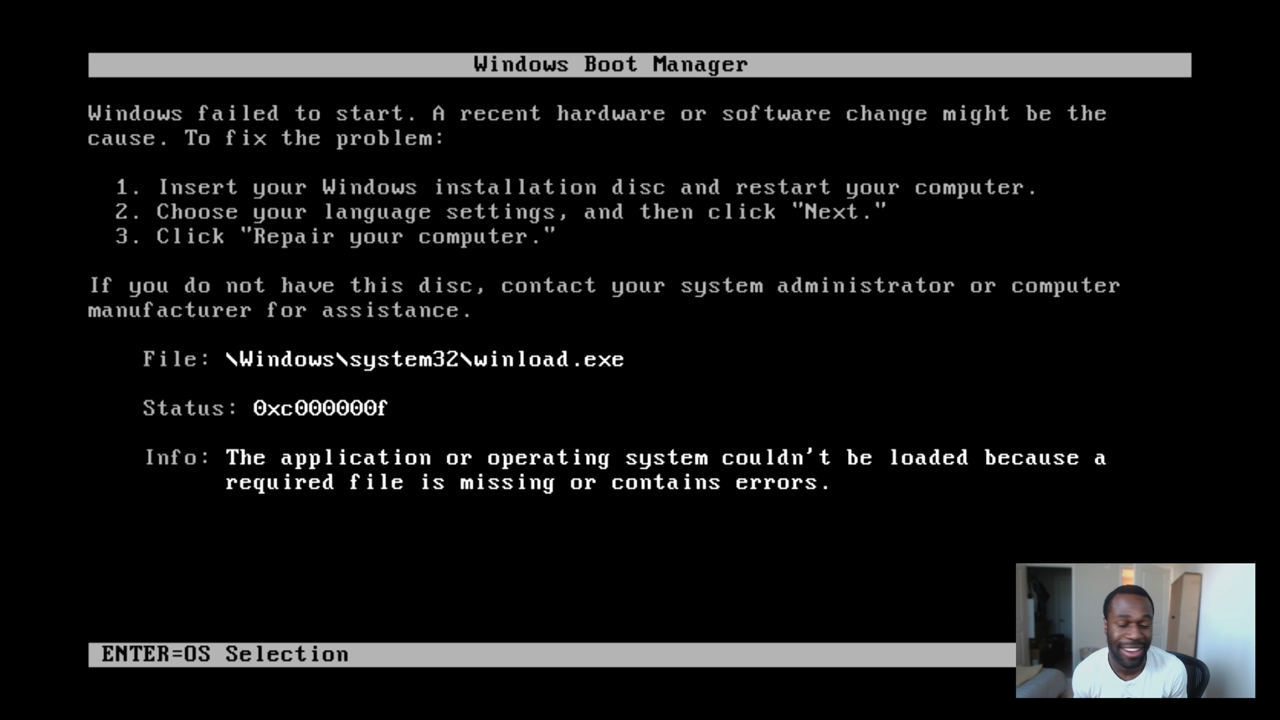 Windows Boot Manager
Windows failed to start. A recent hardware or software change might be the
cause. To fix the problem:
1. Insert your Windows installation disc and restart your computer.
2. Choose your language settings, and then click "Next."
3. Click "Repair your computer."
If you do not have this disc, contact your system administrator or computer
manufacturer for assistance.
File: \Windows\system32\winload.exe
Status: 0xc000000f
Info: The application or operating system couldn't be loaded because a
required file is missing or contains errors.
ENTER=OS Selection